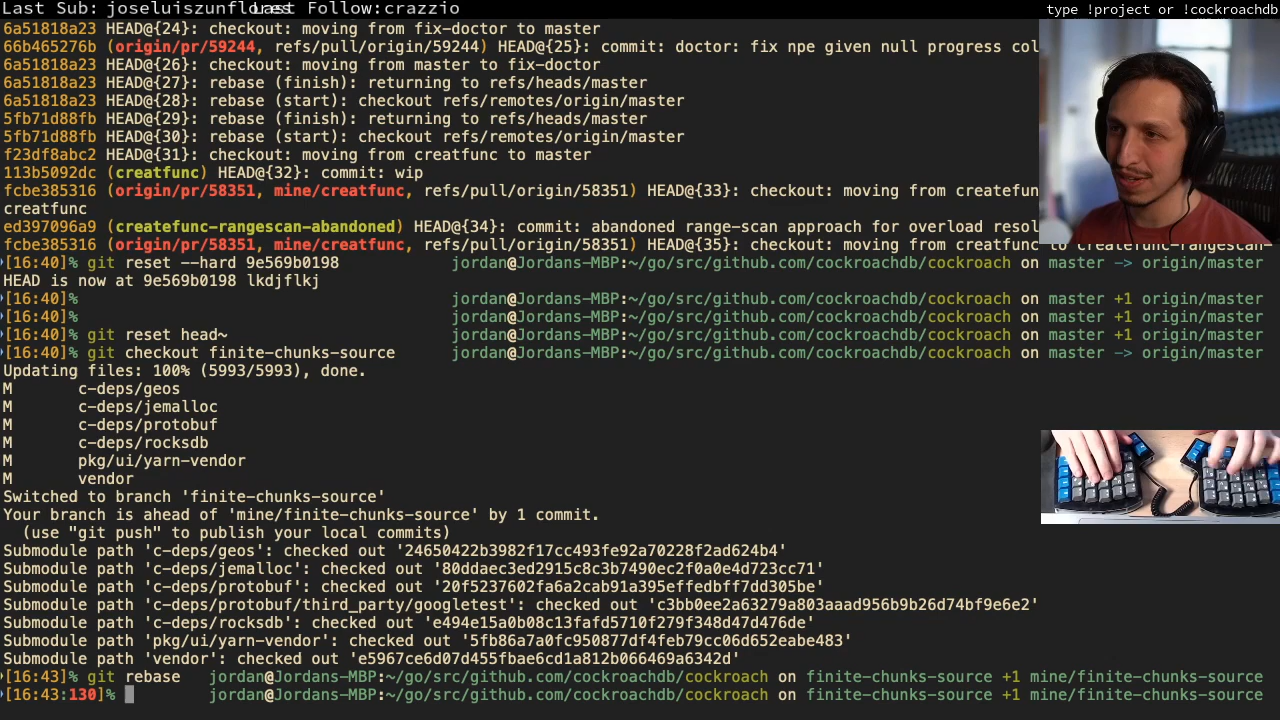 Last Sub: joseluiszunflores Last Follow:crazzio
type !project or !cockroachdb
6a51818a23 HEAD@{24}: checkout: moving from fix-doctor to master
66b465276b (origin/pr/59244, refs/pull/origin/59244) HEAD@{25}: commit: doctor: fix npe given null progress col
6a51818a23 HEAD@{26}: checkout: moving from master to fix-doctor
6a51818a23 HEAD@{27}: rebase (finish): returning to refs/heads/master
6a51818a23 HEAD@{28}: rebase (start): checkout refs/remotes/origin/master
5fb71d88fb HEAD@{29}: rebase (finish): returning to refs/heads/master
5fb71d88fb HEAD@{30}: rebase (start): checkout refs/remotes/origin/master
f23df8abc2 HEAD@{31}: checkout: moving from creatfunc to master
113b5092dc (creatfunc) HEAD@{32}: commit: wip
fcbe385316 (origin/pr/58351, mine/creatfunc, refs/pull/origin/58351) HEAD@{33}: checkout: moving from createfun
creatfunc
ed397096a9 (createfunc-rangescan-abandoned) HEAD@{34}: commit: abandoned range-scan approach for overload resol
fcbe385316 (origin/pr/58351, mine/creatfunc, refs/pull/origin/58351) HEAD@{35}: checkout: moving from creatfunc to createfunc-rangescan-
[16:40]% git reset --hard 9e569b0198 jordan@Jordans-MBP:~/go/src/github.com/cockroachdb/cockroach on master -> origin/master
HEAD is now at 9e569b0198 lkdjflkj
[16:40]% jordan@Jordans-MBP:~/go/src/github.com/cockroachdb/cockroach on master +1 origin/master
[16:40]% jordan@Jordans-MBP:~/go/src/github.com/cockroachdb/cockroach on master +1 origin/master
[16:40]% git reset head~ jordan@Jordans-MBP:~/go/src/github.com/cockroachdb/cockroach on master +1 origin/master
[16:40]% git checkout finite-chunks-source jordan@Jordans-MBP:~/go/src/github.com/cockroachdb/cockroach on master -> origin/master
Updating files: 100% (5993/5993), done.
M c-deps/geos
M c-deps/jemalloc
M c-deps/protobuf
M c-deps/rocksdb
M pkg/ui/yarn-vendor
M vendor
Switched to branch 'finite-chunks-source'
Your branch is ahead of 'mine/finite-chunks-source' by 1 commit.
(use "git push" to publish your local commits)
Submodule path 'c-deps/geos': checked out '24650422b3982f17cc493fe92a70228f2ad624b4'
Submodule path 'c-deps/jemalloc': checked out '80ddaec3ed2915c8c3b7490ec2f0a0e4d723cc71'
Submodule path 'c-deps/protobuf': checked out '20f5237602fa6a2cab91a395effedbff7dd305be'
Submodule path 'c-deps/protobuf/third_party/googletest': checked out 'c3bb0ee2a63279a803aaad956b9b26d74bf9e6e2'
Submodule path 'c-deps/rocksdb': checked out 'e494e15a0b08c13fafd5710f279f348d47d476de'
Submodule path 'pkg/ui/yarn-vendor': checked out '5fb86a7a0fc950877df4feb79cc06d652eabe483'
Submodule path 'vendor': checked out 'e5967ce6d07d455fbae6cd1a812b066469a6342d'
[16:43]% git rebase jordan@Jordans-MBP:~/go/src/github.com/cockroachdb/cockroach on finite-chunks-source +1 mine/finite-chunks-source
[16:43:130]% jordan@Jordans-MBP:~/go/src/github.com/cockroachdb/cockroach on finite-chunks-source +1 mine/finite-chunks-source